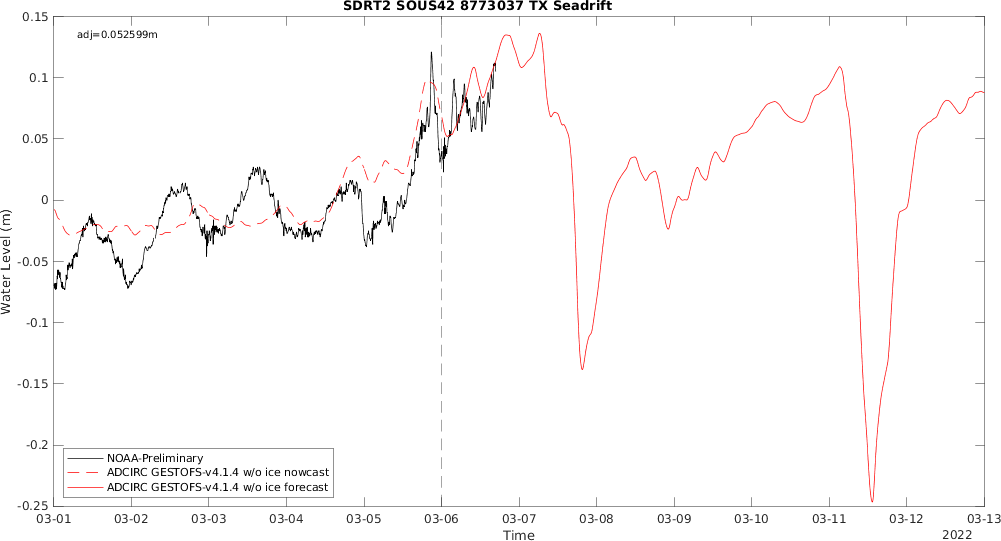 SDRT2 SOUS42 8773037 TX Seadrift
adj=0.052599m
0.15
0.1
0.05
0
-0.05
-0.1
-0.15
-0.2
-0.25
Water Level (m)
NOAA-Preliminary
ADCIRC GESTOFS-v4.1.4 w/o ice nowcast
ADCIRC GESTOFS-v4.1.4 w/o ice forecast
03-01 03-02 03-03 03-04 03-05 03-06 03-07 03-08 03-09 03-10 03-11 03-12 03-13
Time
2022